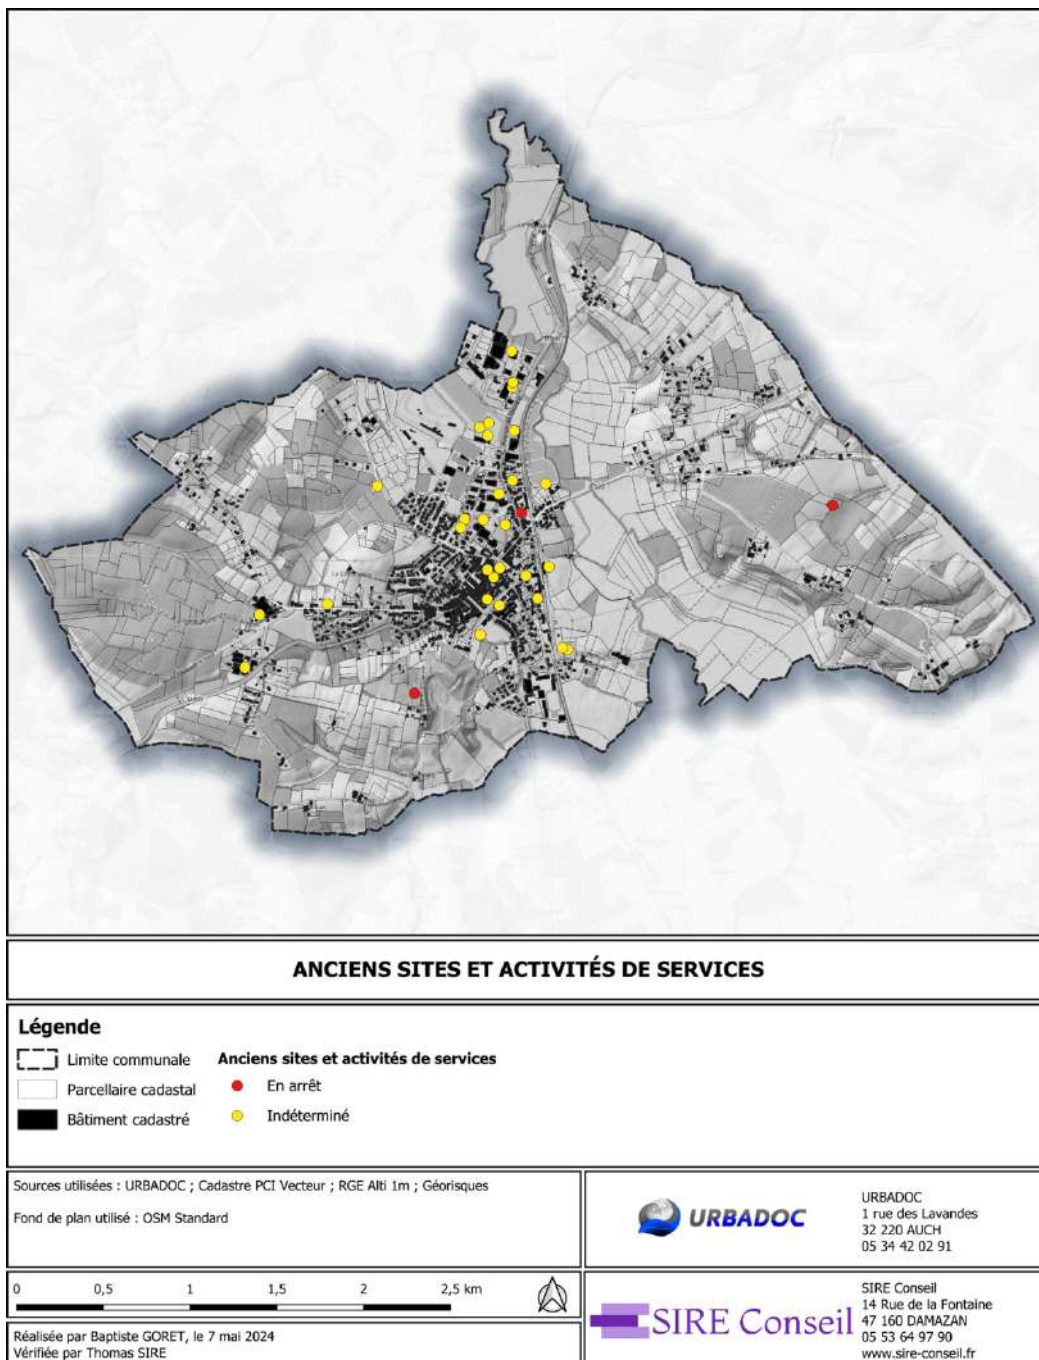 ANCIENS SITES ET ACTIVITÉS DE SERVICES
Légende
Limite communale
Parcellaire cadastal
Bâtiment cadastré
Anciens sites et activités de services
En arrêt
Indéterminé
Sources utilisées : URBADOC ; Cadastre PCI Vecteur ; RGE Alti 1m ; Géorisques
Fond de plan utilisé : OSM Standard
URBADOC
URBADOC
1 rue des Lavandes
32 220 AUCH
05 34 42 02 91
0 0,5 1 1,5 2 2,5 km
Réalisée par Baptiste GORET, le 7 mai 2024
Vérifiée par Thomas SIRE
SIRE Conseil
SIRE Conseil
14 Rue de la Fontaine
47 160 DAMAZAN
05 53 64 97 90
www.sire-conseil.fr